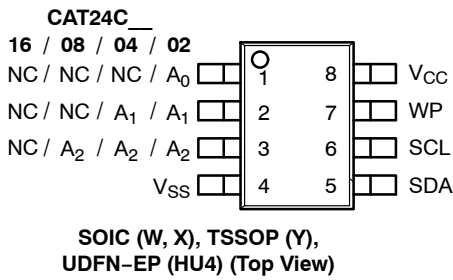 CAT24C__
16 / 08 / 04 / 02
NC / NC / NC / A0 1 8 VCC
NC / NC / A1 / A1 2 7 WP
NC / A2 / A2 / A2 3 6 SCL
VSS 4 5 SDA
SOIC (W, X), TSSOP (Y),
UDFN−EP (HU4) (Top View)